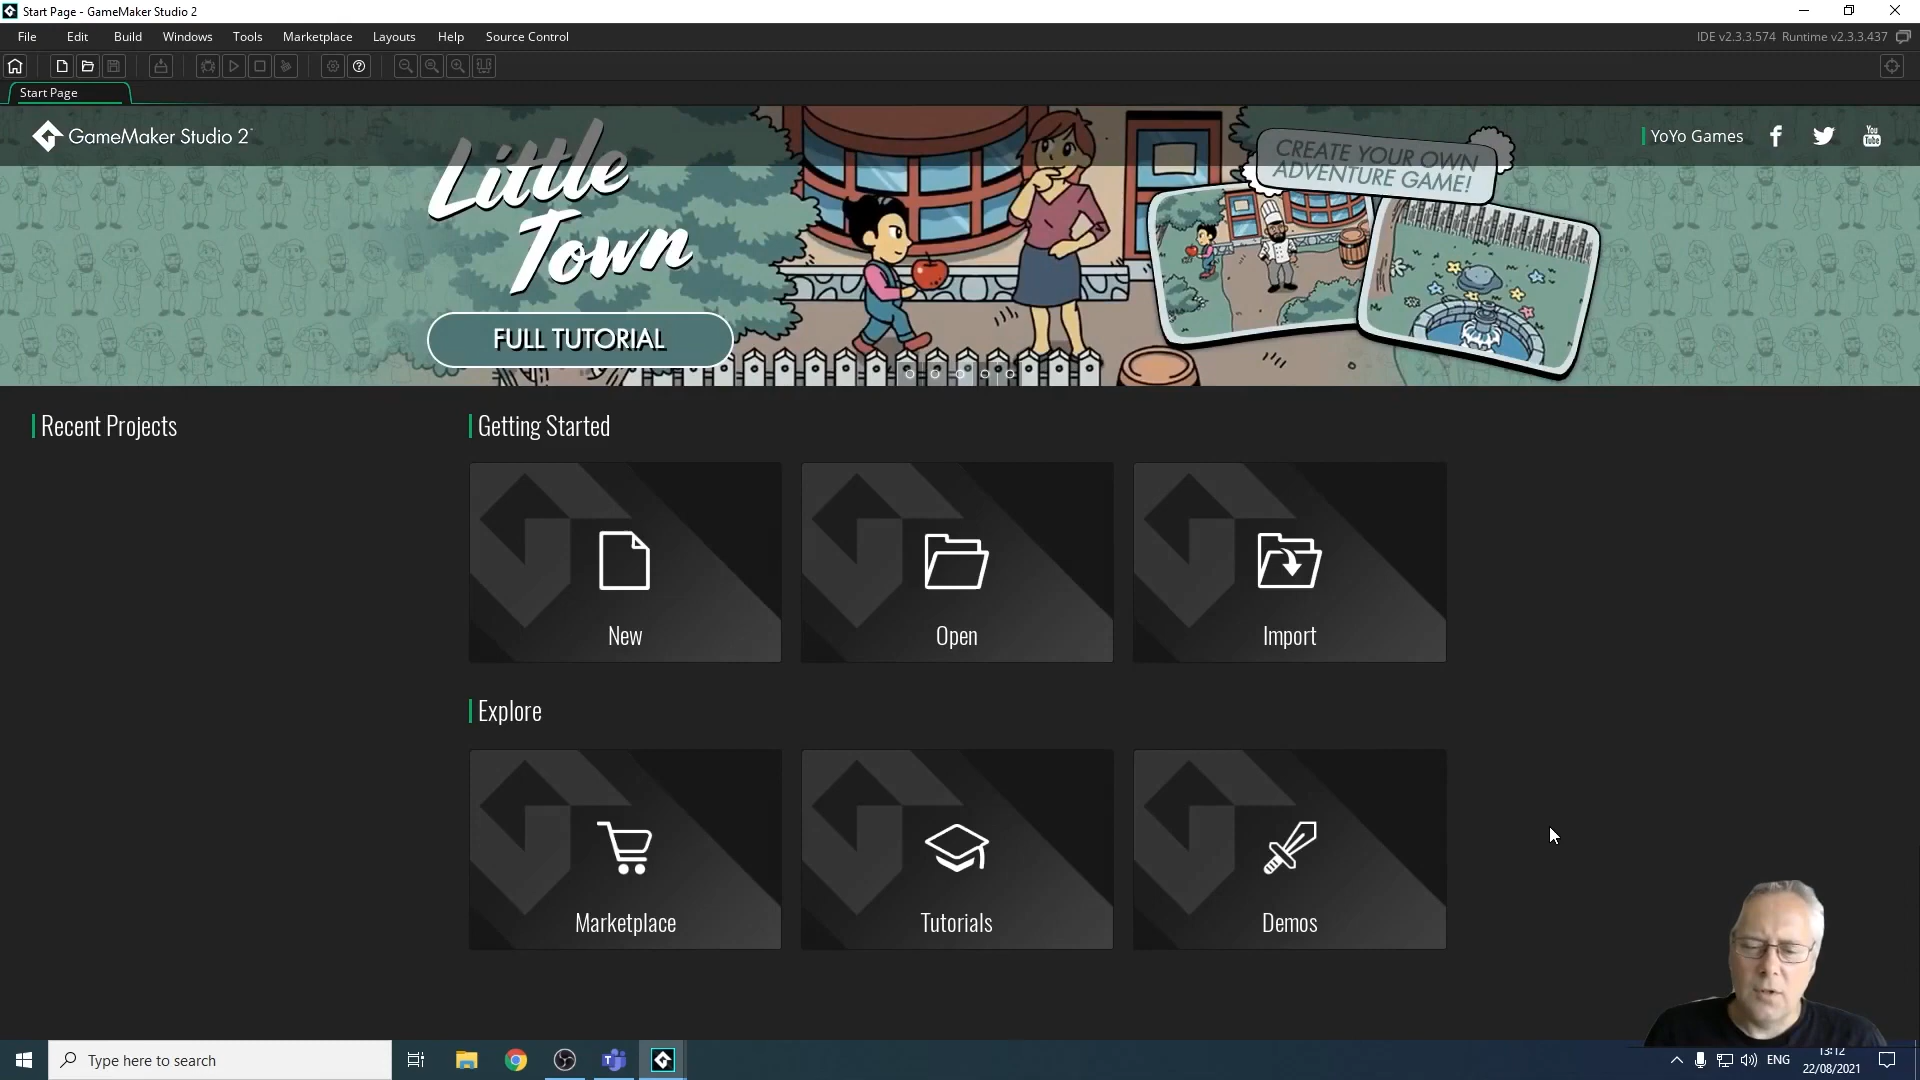 Start Page - GameMaker Studio 2
File Edit Build Windows Tools Marketplace Layouts Help Source Control
IDE v2.3.3.574 Runtime v2.3.3.437
Start Page
GameMaker Studio 2
YoYo Games
You
Tube
Little
Town
CREATE YOUR OWN
ADVENTURE GAME!
FULL TUTORIAL
Recent Projects
Getting Started
New
Open
Import
Explore
Marketplace
Tutorials
Demos
Type here to search
ENG
13:12
22/08/2021